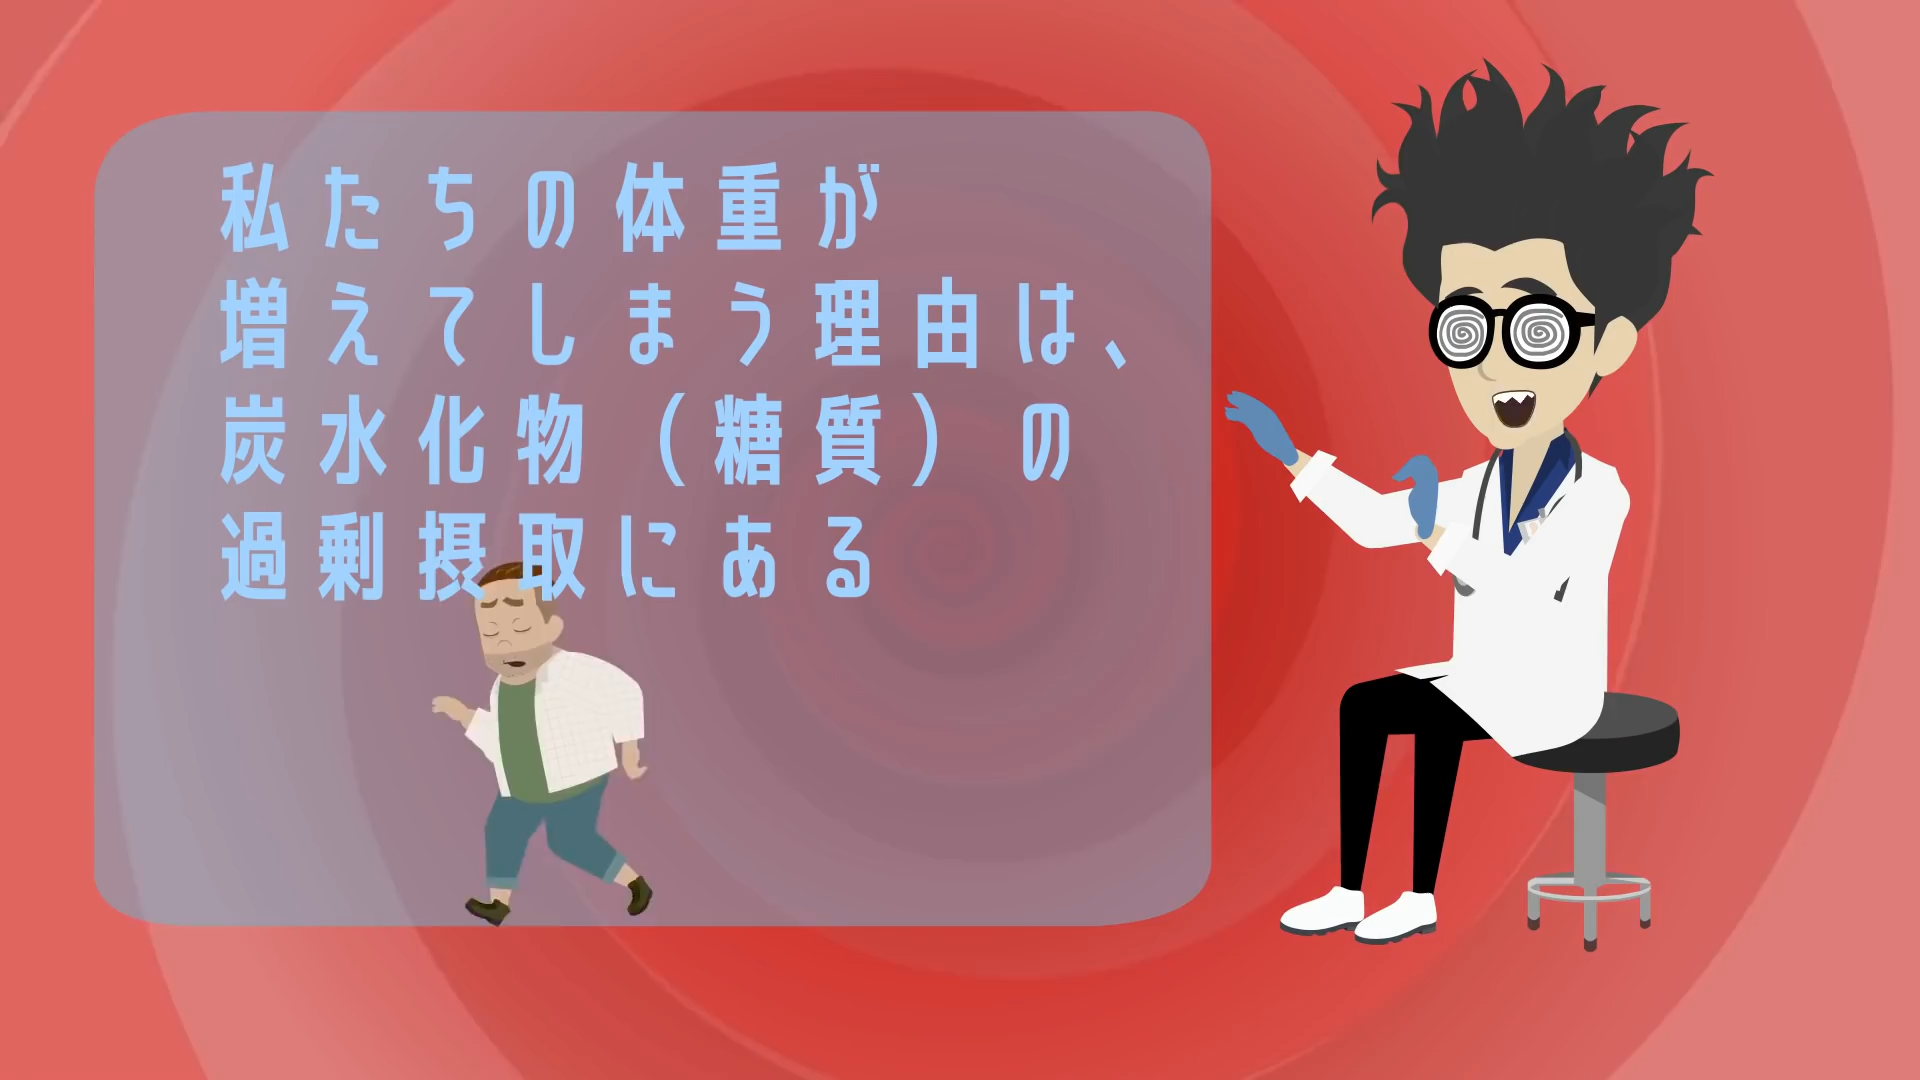 私たちの体重が
増えてしまう理由は、
炭水化物（糖質）の
過剰摂取にある